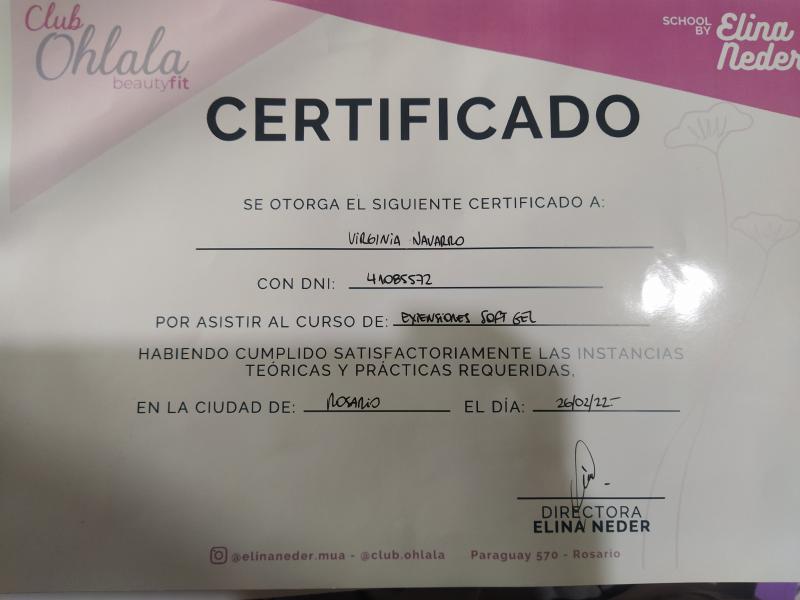 Club
Ohlala
beautyfit
SCHOOL BY Elina Neder
CERTIFICADO
SE OTORGA EL SIGUIENTE CERTIFICADO A:
VIRGINIA NAVARRO
CON DNI: 41085572
POR ASISTIR AL CURSO DE: EXTENSIONES SOFT GEL
HABIENDO CUMPLIDO SATISFACTORIAMENTE LAS INSTANCIAS
TEÓRICAS Y PRÁCTICAS REQUERIDAS,
EN LA CIUDAD DE: ROSARIO EL DÍA: 26/02/22-
DIRECTORA
ELINA NEDER
@elinaneder.mua - @club.ohlala Paraguay 570 - Rosario